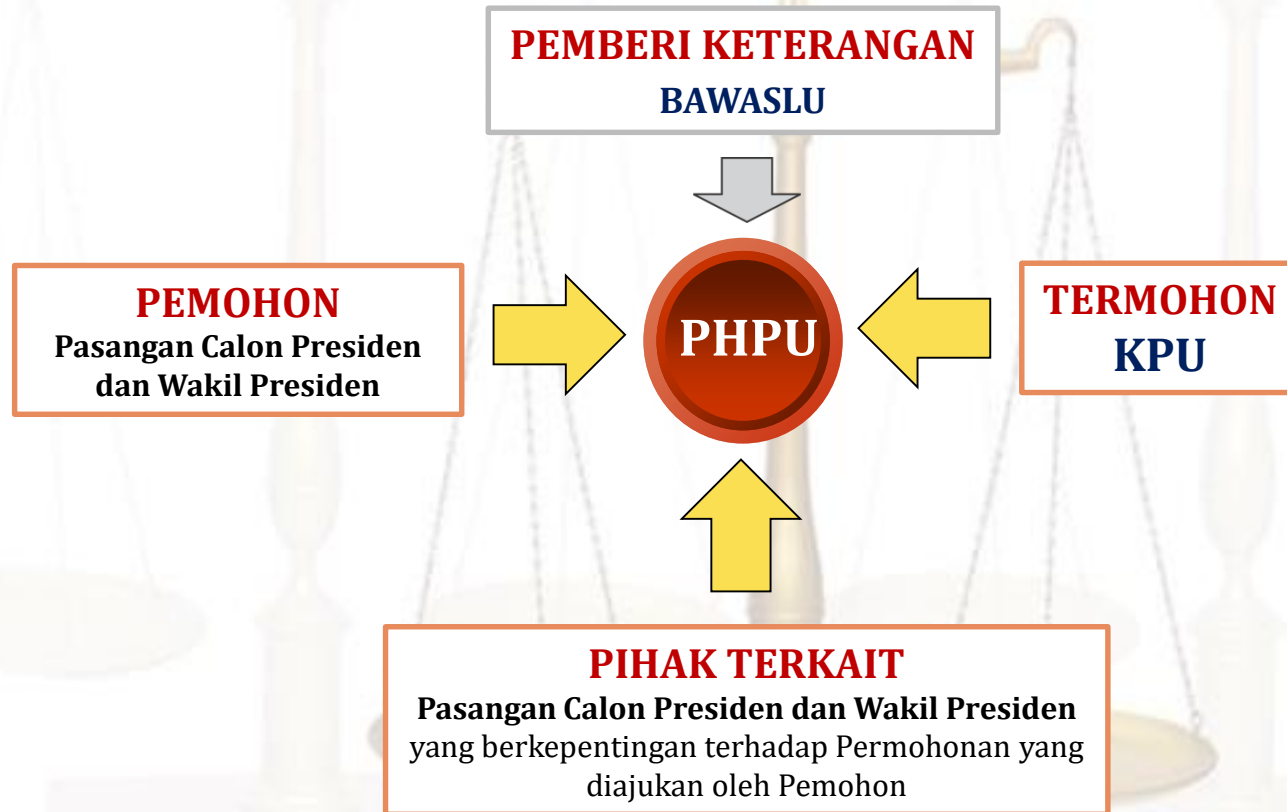 PEMBERI KETERANGAN
BAWASLU
PEMOHON
Pasangan Calon Presiden
dan Wakil Presiden
PHPU
TERMOHON
KPU
PIHAK TERKAIT
Pasangan Calon Presiden dan Wakil Presiden
yang berkepentingan terhadap Permohonan yang
diajukan oleh Pemohon